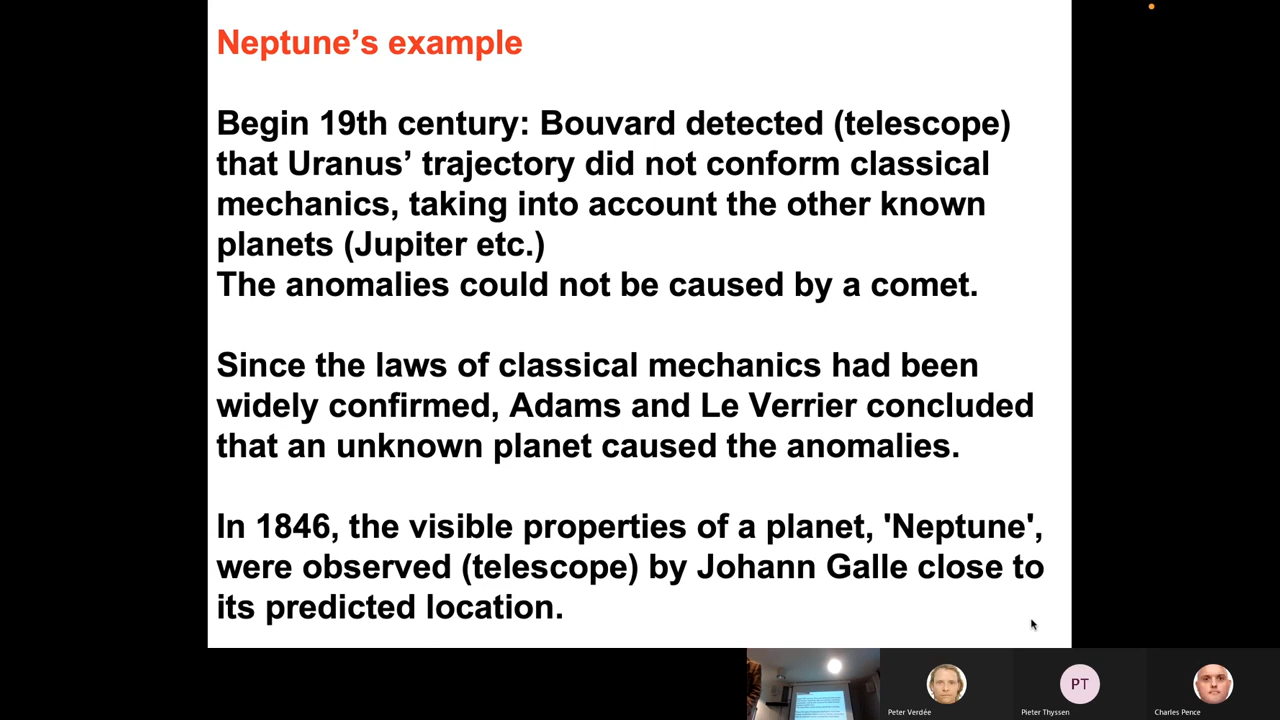 Neptune’s example
Begin 19th century: Bouvard detected (telescope)
that Uranus’ trajectory did not conform classical
mechanics, taking into account the other known
planets (Jupiter etc.)
The anomalies could not be caused by a comet.
Since the laws of classical mechanics had been
widely confirmed, Adams and Le Verrier concluded
that an unknown planet caused the anomalies.
In 1846, the visible properties of a planet, 'Neptune',
were observed (telescope) by Johann Galle close to
its predicted location.
PT
Peter Verdée
Pieter Thyssen
Charles Pence